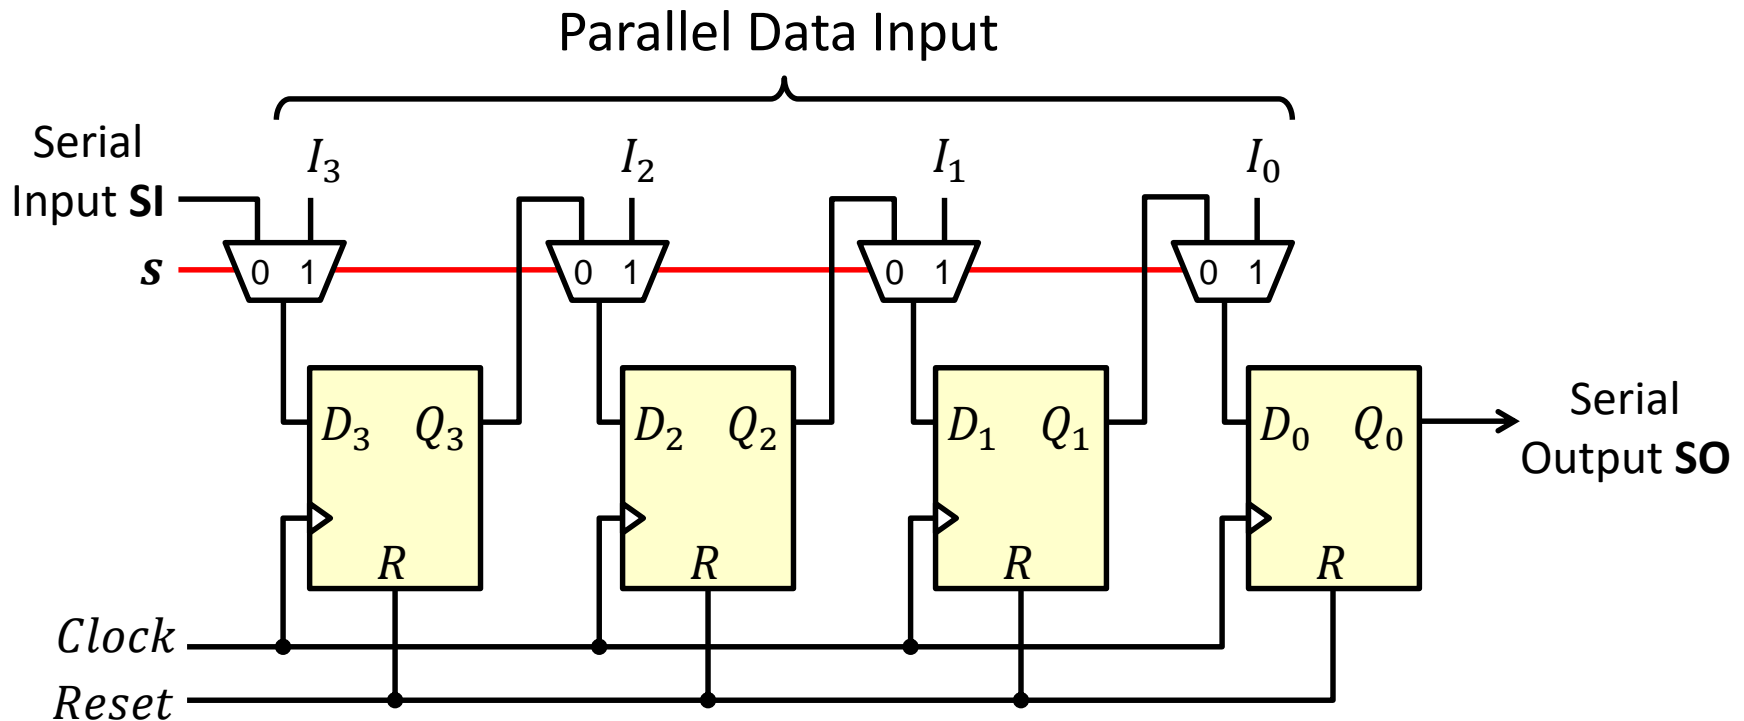 Parallel Data Input
Serial
Input SI
I₃ I₂ I₁ I₀
s
0 1 0 1 0 1 0 1
D₃ Q₃ D₂ Q₂ D₁ Q₁ D₀ Q₀
Serial
Output SO
R R R R
Clock
Reset